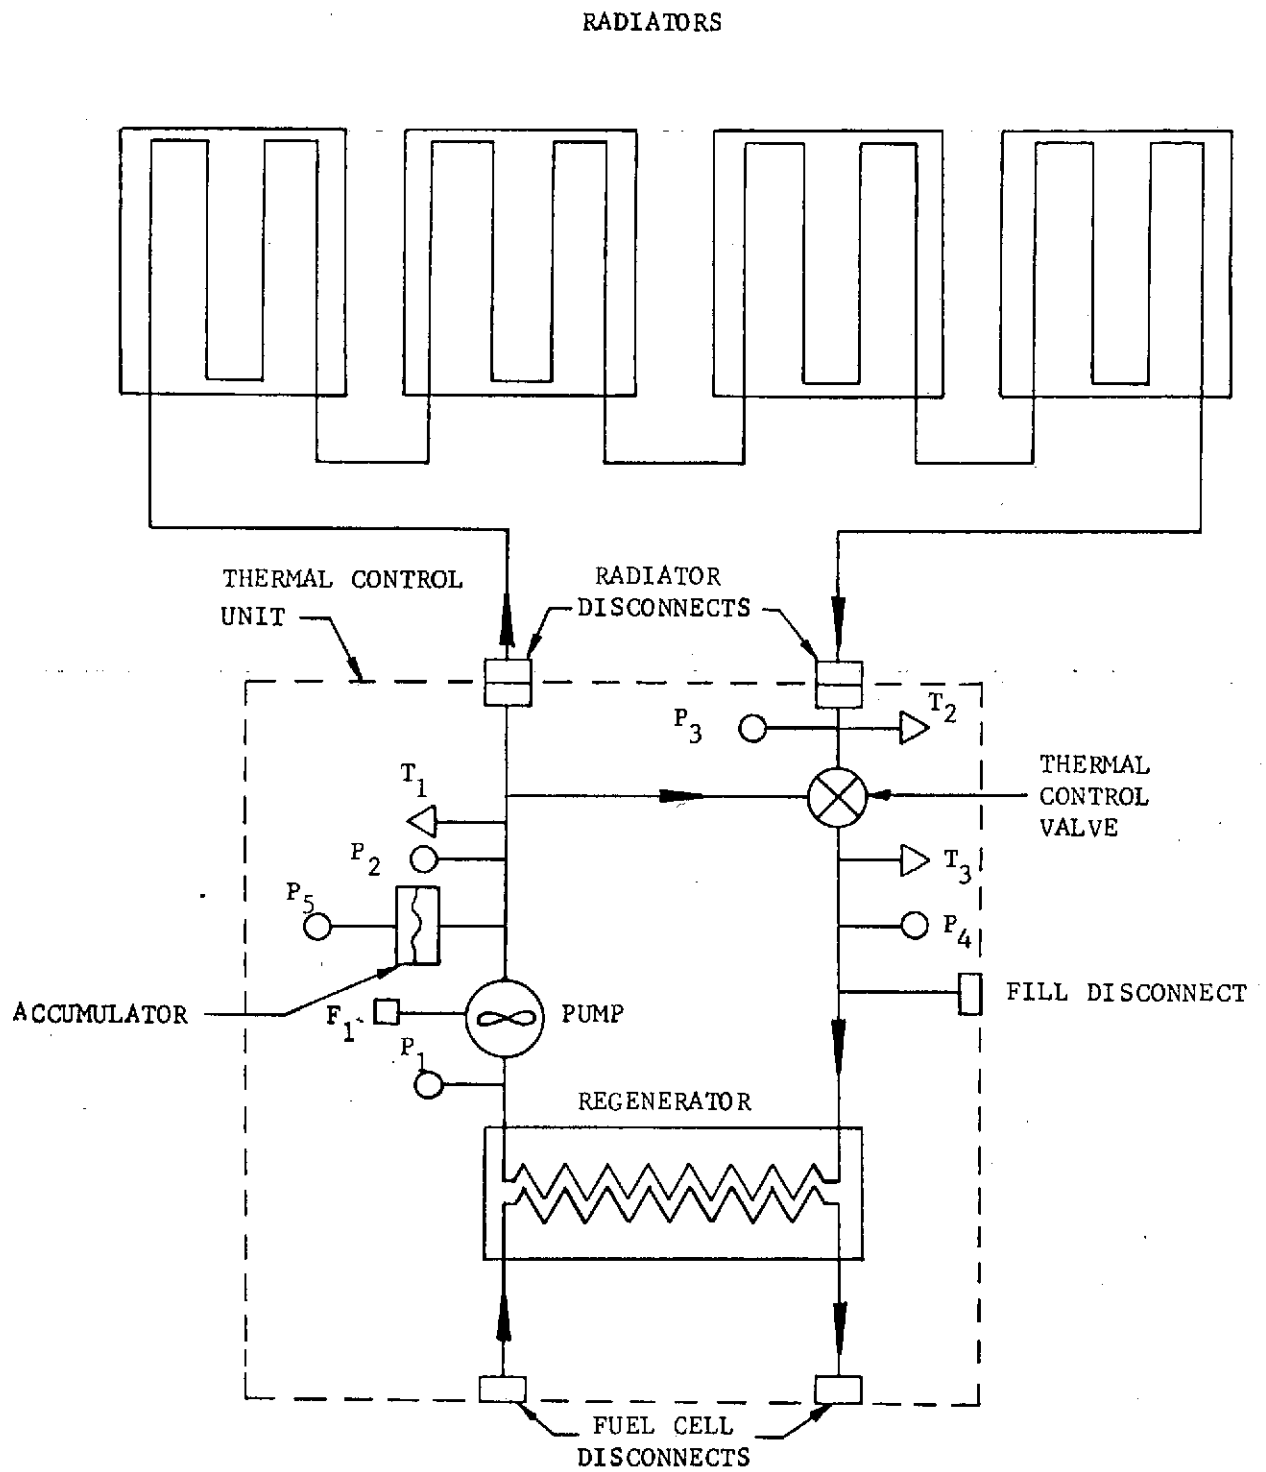 RADIATORS
THERMAL CONTROL
UNIT
RADIATOR
DISCONNECTS
P3
T2
T1
THERMAL
CONTROL
VALVE
P2
T3
P5
P4
ACCUMULATOR
F1
PUMP
FILL DISCONNECT
P1
REGENERATOR
FUEL CELL
DISCONNECTS